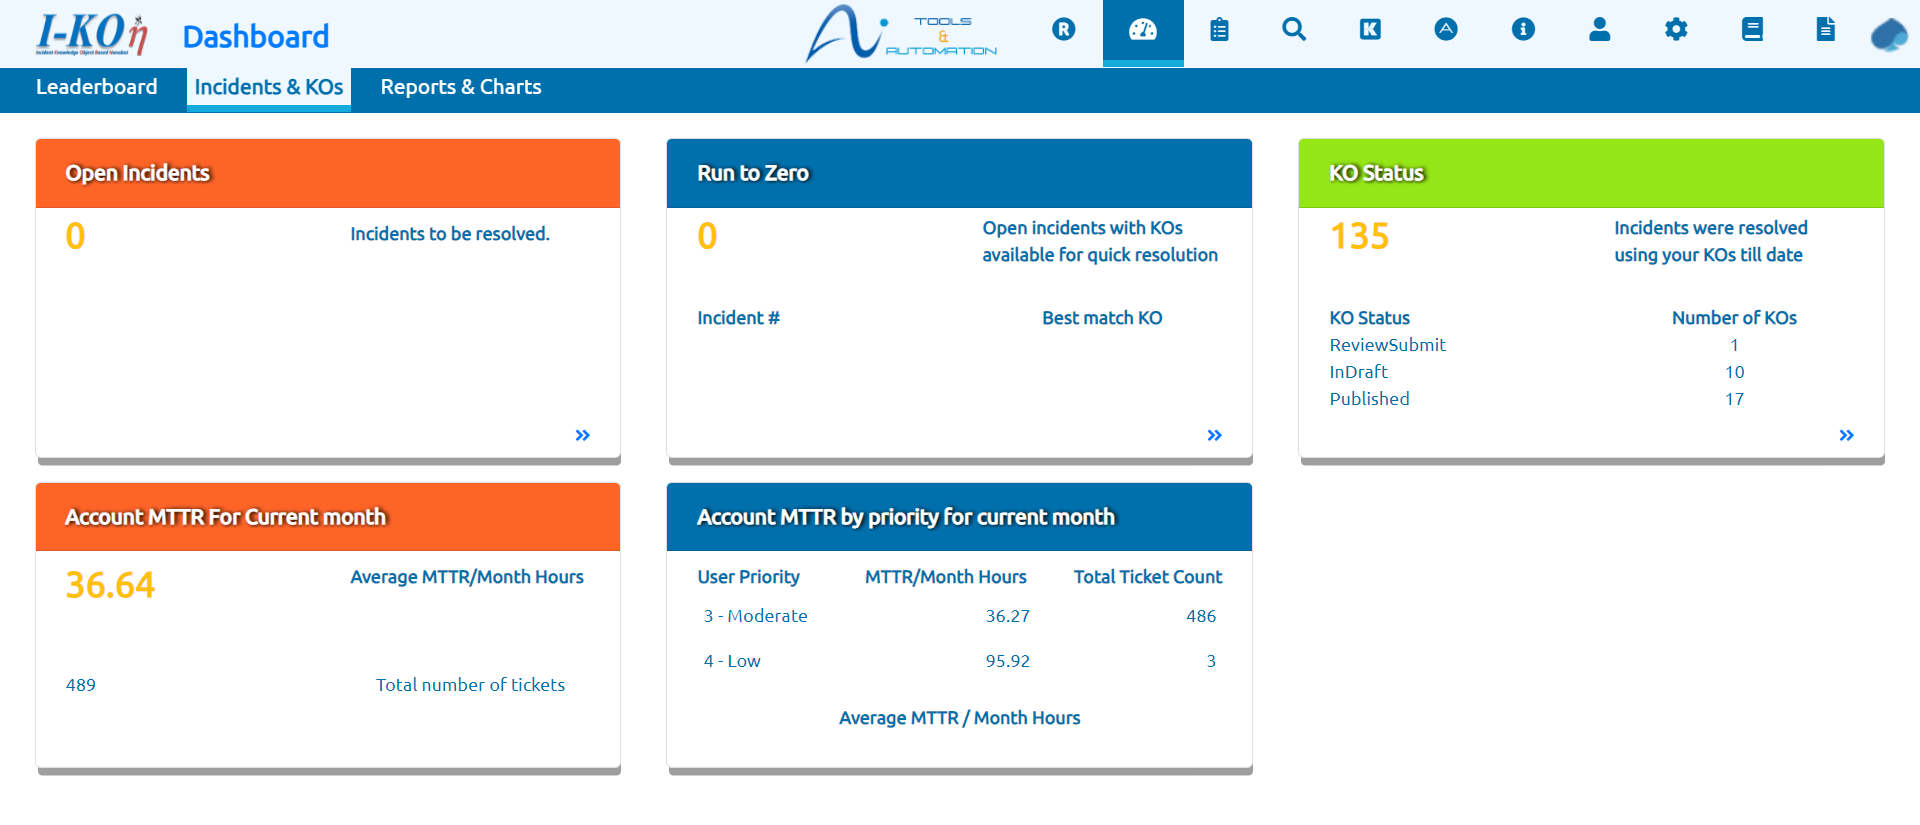 I-KOη
Incident Knowledge Object Based Nanobot
Dashboard
Ai
TOOLS
&
AUTOMATION
R
K
A
i
Leaderboard
Incidents & KOs
Reports & Charts
Open Incidents
0
Incidents to be resolved.
Run to Zero
0
Open incidents with KOs
available for quick resolution
Incident # Best match KO
KO Status
135
Incidents were resolved
using your KOs till date
KO Status Number of KOs
ReviewSubmit 1
InDraft 10
Published 17
Account MTTR For Current month
36.64
Average MTTR/Month Hours
489 Total number of tickets
Account MTTR by priority for current month
User Priority MTTR/Month Hours Total Ticket Count
3 - Moderate 36.27 486
4 - Low 95.92 3
Average MTTR / Month Hours